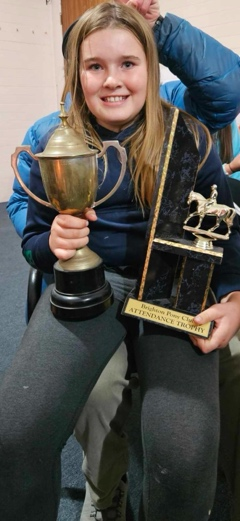 Brighton Pony Club
ATTENDANCE TROPHY